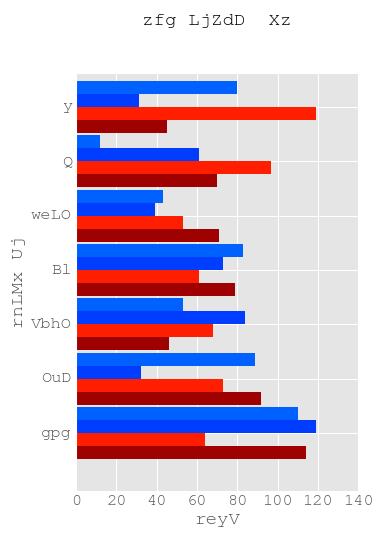 zfg LjZdD  Xz
y
Q
weLO
Bl
VbhO
OuD
gpg
rnLMx Uj
0 20 40 60 80 100 120 140
reyV